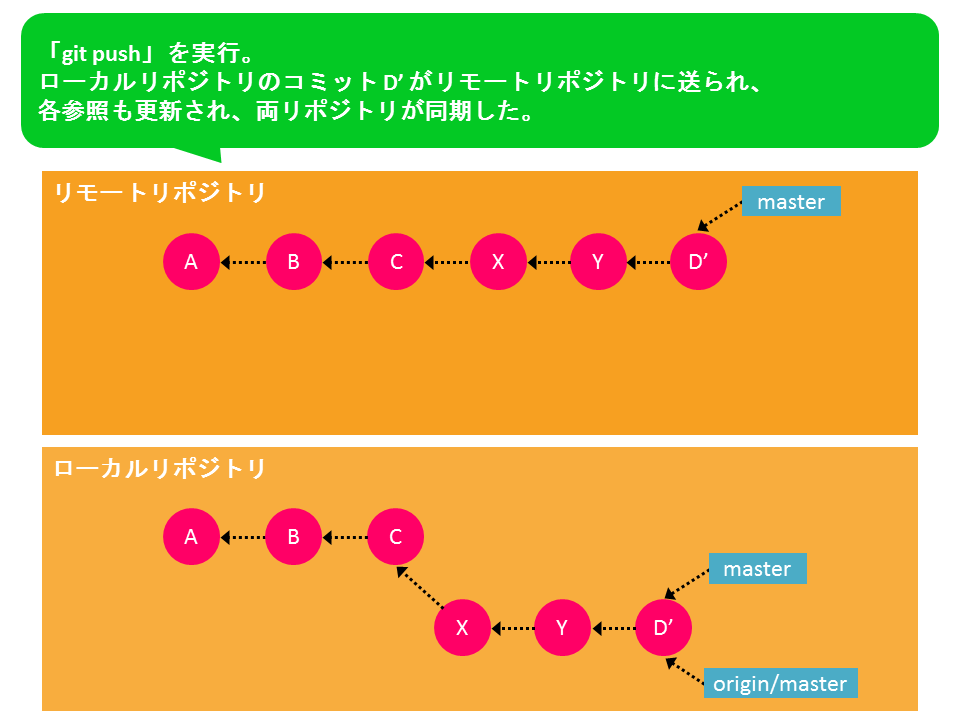 「git push」を実行。
ローカルリポジトリのコミット D’ がリモートリポジトリに送られ、
各参照も更新され、両リポジトリが同期した。
リモートリポジトリ
master
A B C X Y D’
ローカルリポジトリ
A B C
master
X Y D’
origin/master